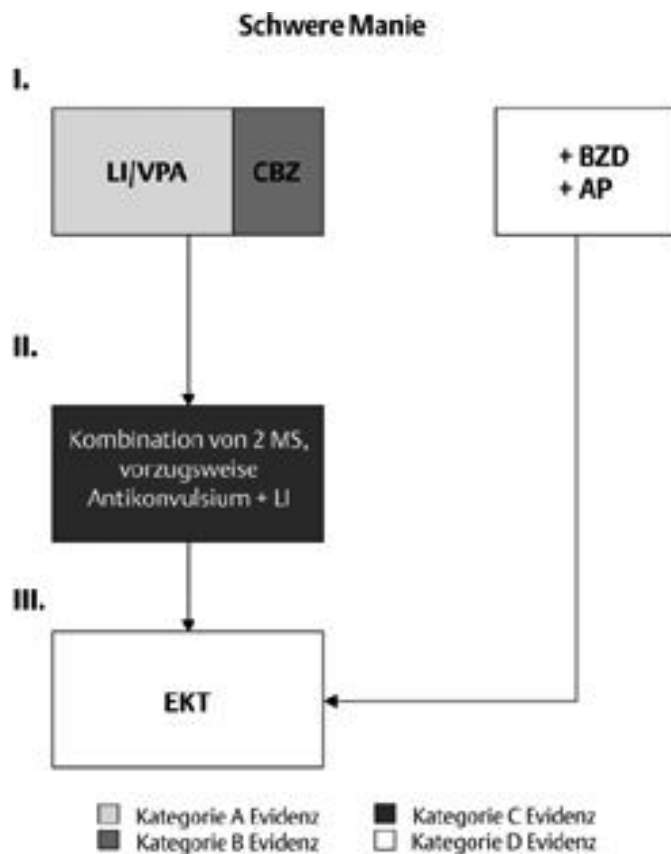 Schwere Manie
I.
LI/VPA
CBZ
+ BZD
+ AP
II.
Kombination von 2 MS,
vorzugsweise
Antikonvulsium + LI
III.
EKT
Kategorie A Evidenz
Kategorie B Evidenz
Kategorie C Evidenz
Kategorie D Evidenz